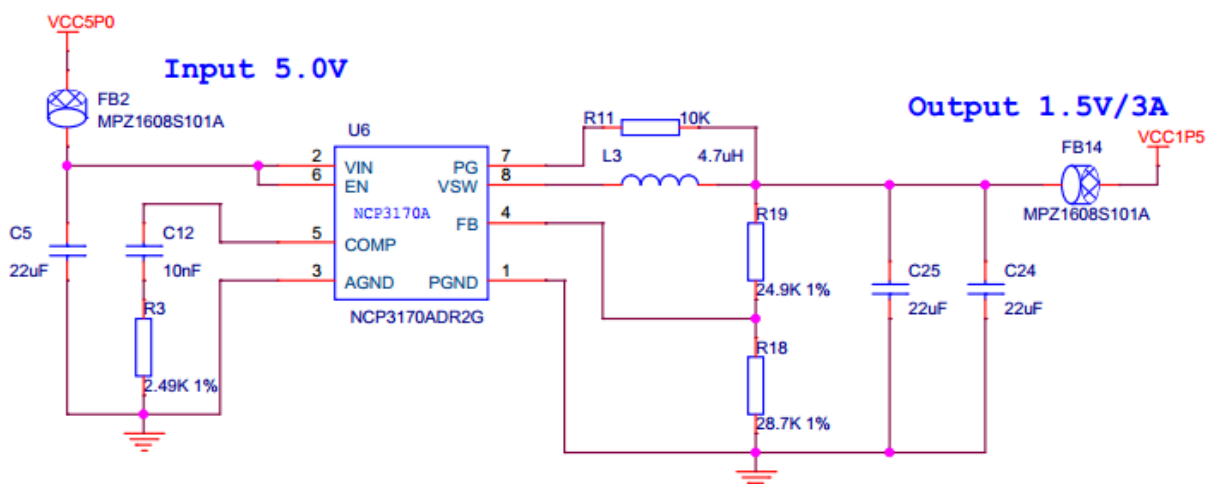 VCC5P0
Input 5.0V
FB2
MPZ1608S101A
Output 1.5V/3A
VCC1P5
FB14
MPZ1608S101A
R11
10K
L3
4.7uH
U6
2
VIN
PG
7
6
EN
VSW
8
NCP3170A
FB
4
5
COMP
3
AGND
PGND
1
NCP3170ADR2G
C5
22uF
C12
10nF
R3
2.49K 1%
R19
24.9K 1%
R18
28.7K 1%
C25
22uF
C24
22uF